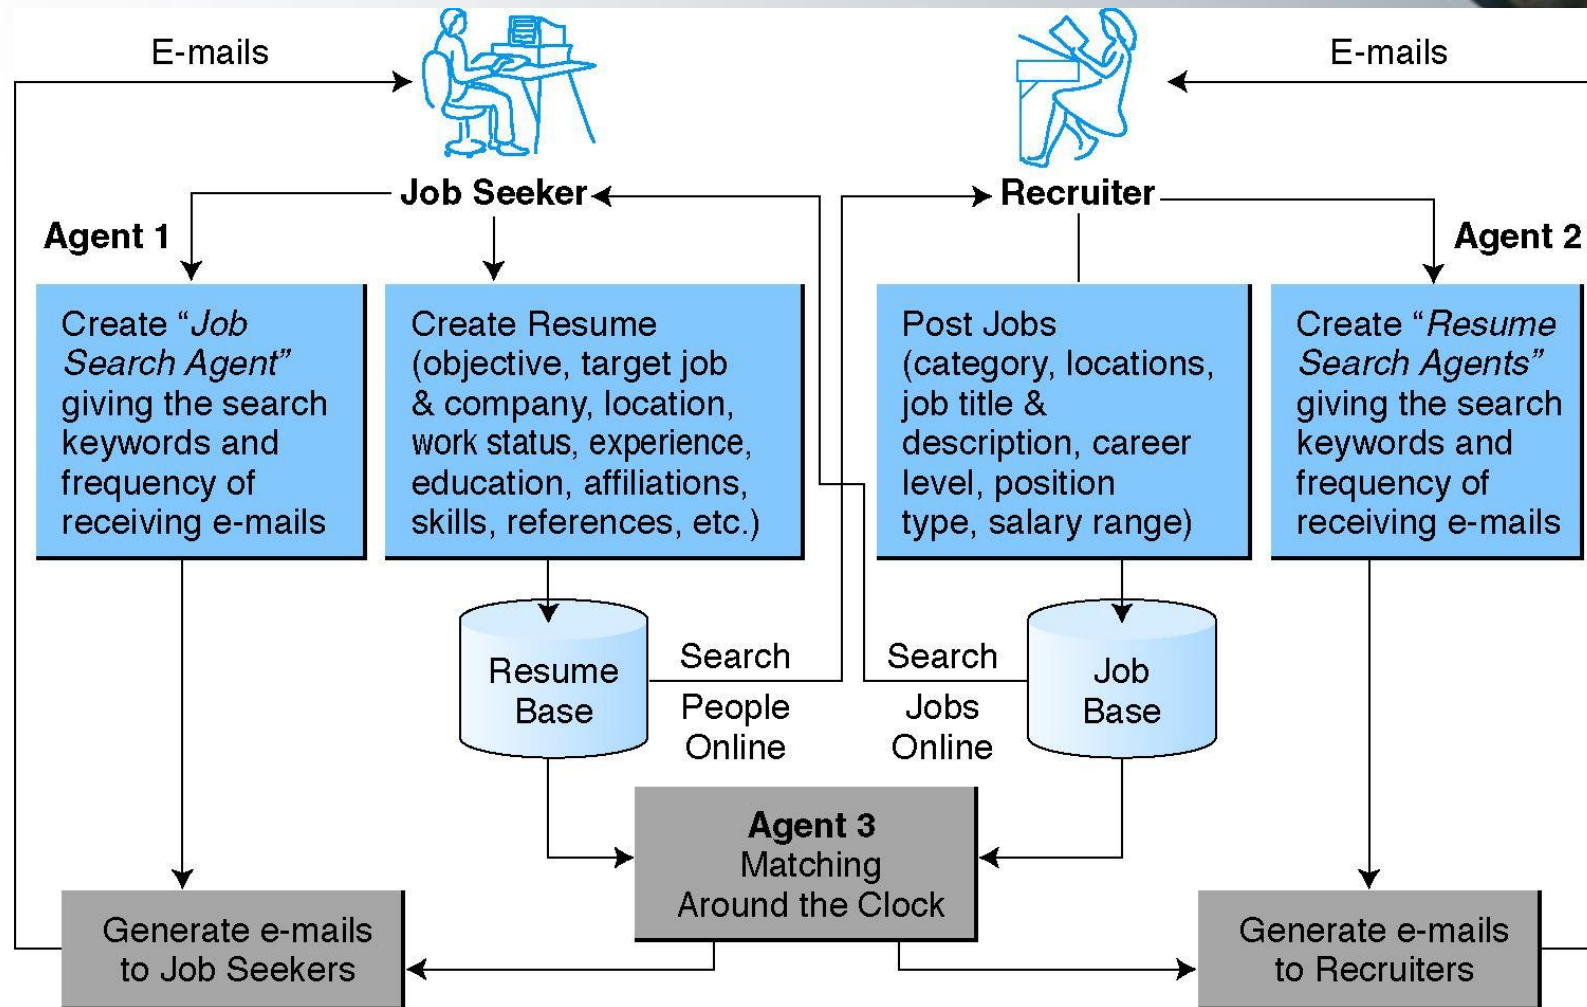 E-mails
E-mails
Job Seeker
Recruiter
Agent 1
Agent 2
Create “Job
Search Agent”
giving the search
keywords and
frequency of
receiving e-mails
Create Resume
(objective, target job
& company, location,
work status, experience,
education, affiliations,
skills, references, etc.)
Post Jobs
(category, locations,
job title &
description, career
level, position
type, salary range)
Create “Resume
Search Agents”
giving the search
keywords and
frequency of
receiving e-mails
Resume
Base
Search
People
Online
Search
Jobs
Online
Job
Base
Agent 3
Matching
Around the Clock
Generate e-mails
to Job Seekers
Generate e-mails
to Recruiters